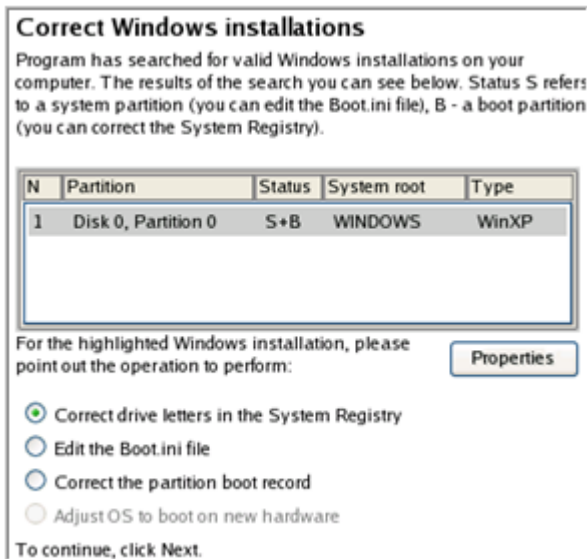 Correct Windows installations
Program has searched for valid Windows installations on your
computer. The results of the search you can see below. Status S refers
to a system partition (you can edit the Boot.ini file), B - a boot partition
(you can correct the System Registry).
N Partition Status System root Type
1 Disk 0, Partition 0 S+B WINDOWS WinXP
For the highlighted Windows installation, please
point out the operation to perform:
Properties
Correct drive letters in the System Registry
Edit the Boot.ini file
Correct the partition boot record
Adjust OS to boot on new hardware
To continue, click Next.